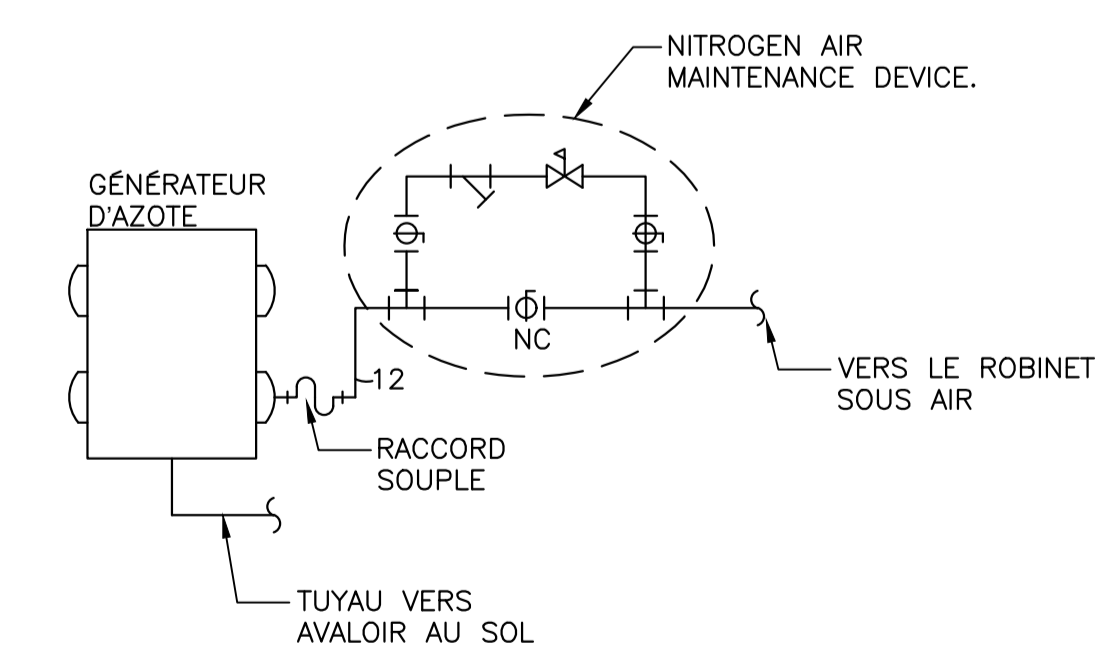 NITROGEN AIR
MAINTENANCE DEVICE.
GÉNÉRATEUR
D'AZOTE
NC
12
VERS LE ROBINET
SOUS AIR
RACCORD
SOUPLE
TUYAU VERS
AVALOIR AU SOL